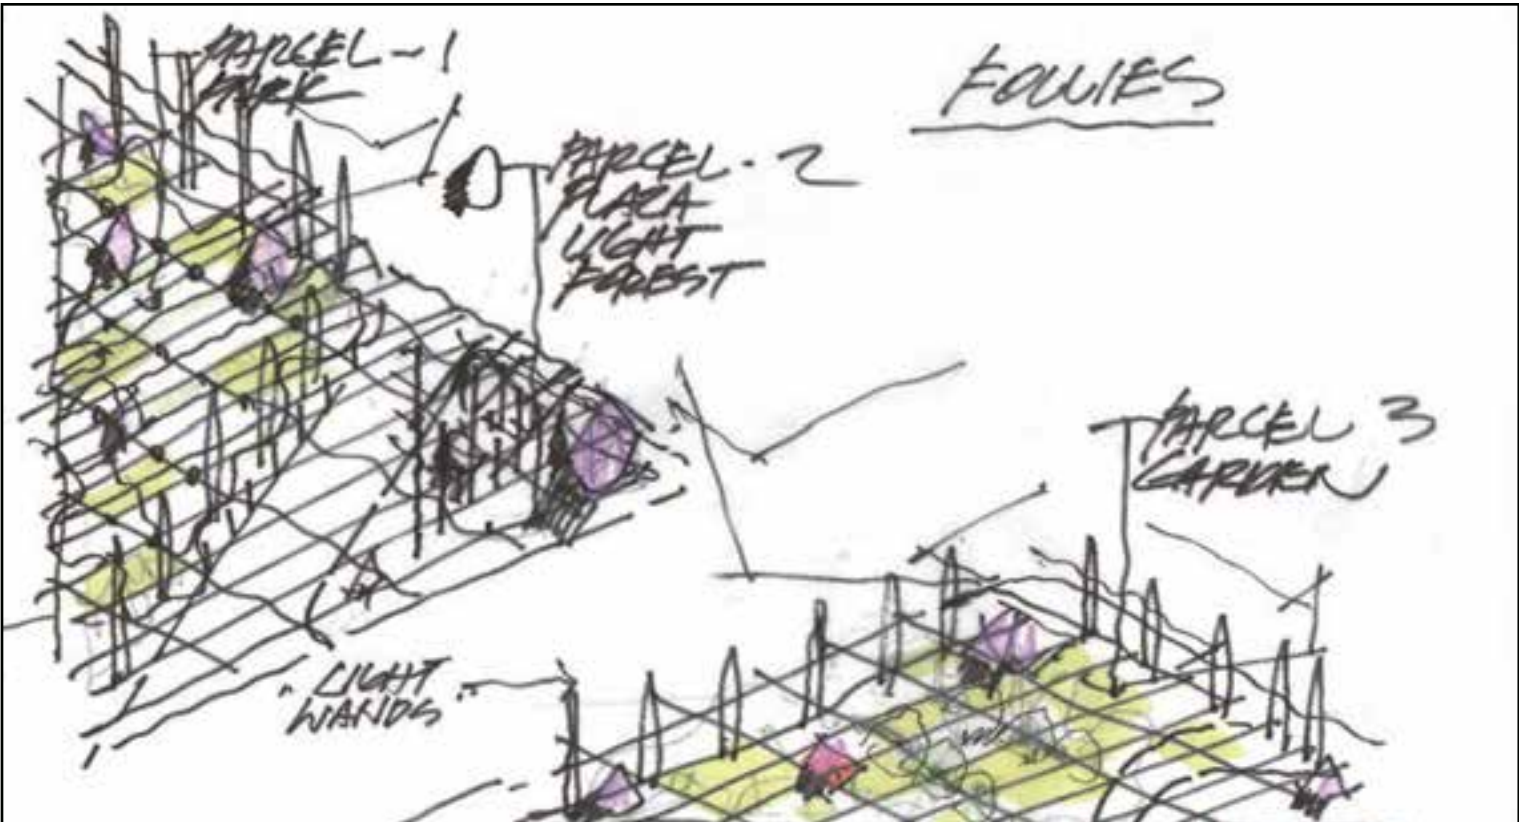 PARCEL-1
PARK
FOLLIES
PARCEL-2
PLAZA
LIGHT
FOREST
PARCEL 3
GARDEN
"LIGHT
WANDS"